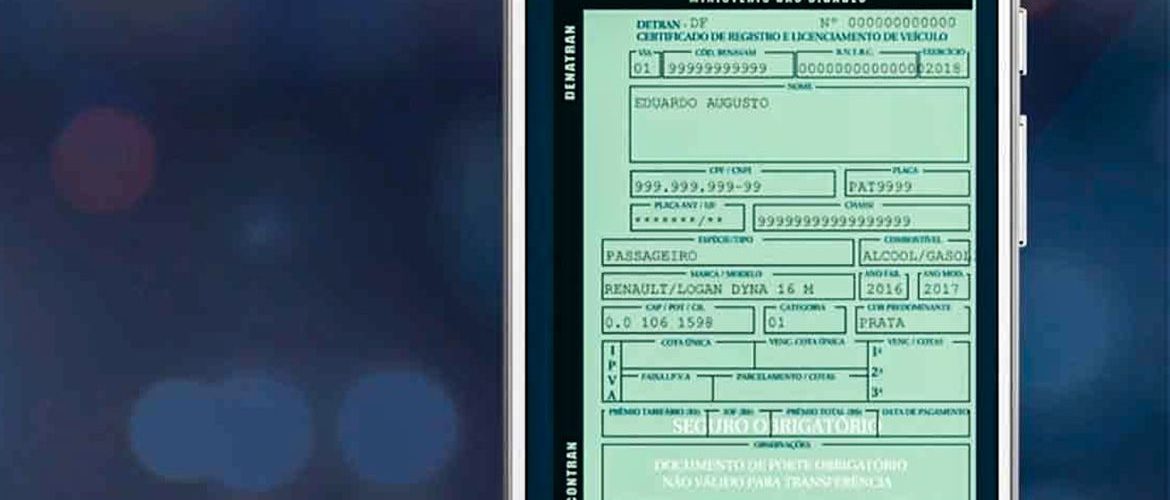 DETRAN - DF Nº 000000000000
CERTIFICADO DE REGISTRO E LICENCIAMENTO DE VEÍCULO
VIA CÓD. RENAVAM R.N.T.R.C. EXERCÍCIO
01 99999999999 0000000000000 2018
NOME
EDUARDO AUGUSTO
CPF / CNPJ PLACA
999.999.999-99 PAT9999
PLACA ANT / UF CHASSI
*******/** 99999999999999999
ESPÉCIE/TIPO COMBUSTÍVEL
PASSAGEIRO ALCOOL/GASOL
MARCA / MODELO ANO FAB. ANO MOD.
RENAULT/LOGAN DYNA 16 M 2016 2017
CAP / POT / CIL CATEGORIA COR PREDOMINANTE
0.0 106 1598 01 PRATA
IPVA
COTA ÚNICA VENC. COTA ÚNICA VENC / COTAS
1ª
FAIXA I.P.V.A PARCELAMENTO / COTAS
2ª
3ª
PRÊMIO TARIFÁRIO (R$) IOF (R$) PRÊMIO TOTAL (R$) DATA DE PAGAMENTO
SEGURO OBRIGATÓRIO
OBSERVAÇÕES
DOCUMENTO DE PORTE OBRIGATÓRIO
NÃO VÁLIDO PARA TRANSFERÊNCIA
DENATRAN
CONTRAN